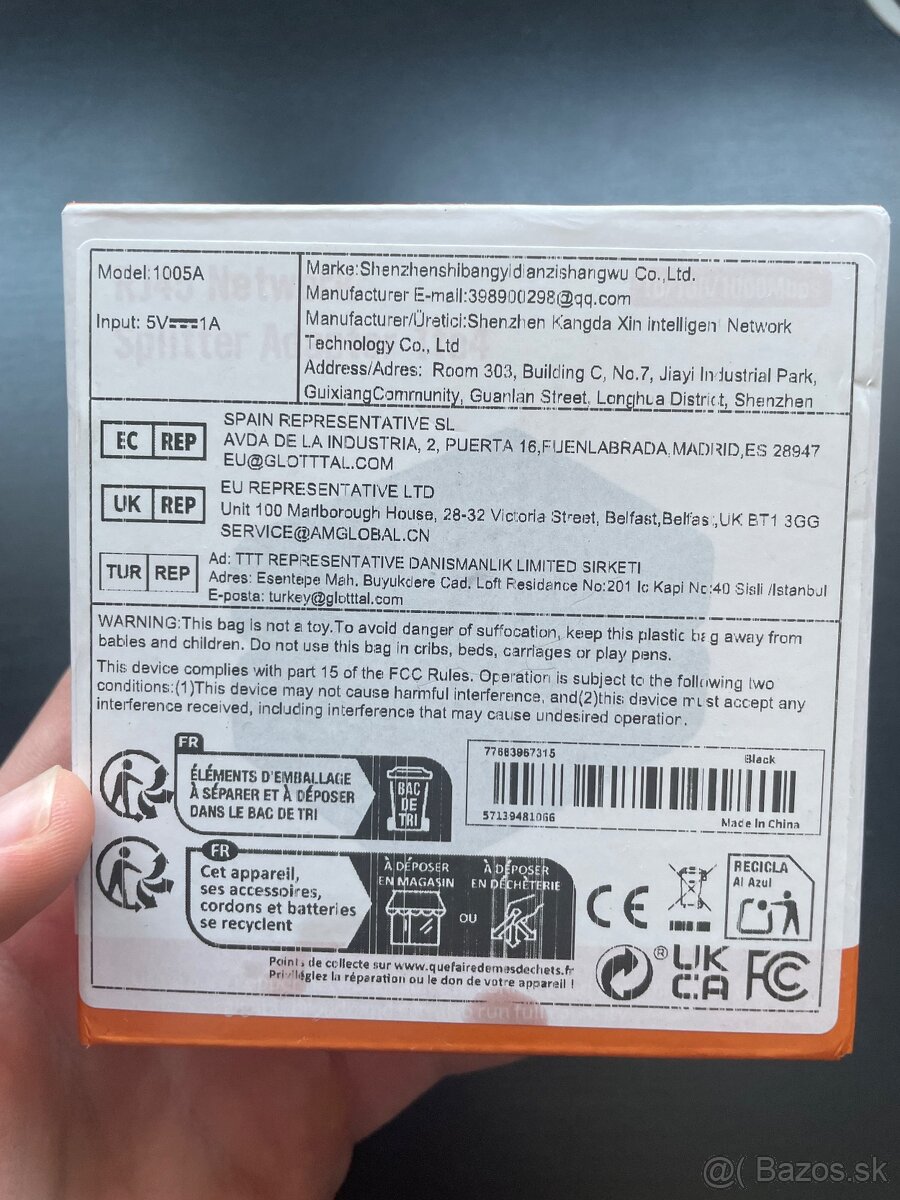 Model:1005A
Input: 5V⎓1A
Marke:Shenzhenshibangyidianzishangwu Co.,Ltd.
Manufacturer E-mail:398900298@qq.com
Manufacturer/Üretici:Shenzhen Kangda Xin intelligen Network
Technology Co., Ltd
Address/Adres: Room 303, Building C, No.7, Jiayi Industrial Park,
GuixiangCommunity, Guanlan Street, Longhua District, Shenzhen
RJ45 Netw
Splitter A
EC REP
SPAIN REPRESENTATIVE SL
AVDA DE LA INDUSTRIA, 2, PUERTA 16,FUENLABRADA,MADRID,ES 28947
EU@GLOTTTAL.COM
UK REP
EU REPRESENTATIVE LTD
Unit 100 Marlborough House, 28-32 Victoria Street, Belfast,Belfas:,UK BT1 3GG
SERVICE@AMGLOBAL.CN
TUR REP
Ad: TTT REPRESENTATIVE DANISMANLIK LIMITED SIRKETI
Adres: Esentepe Mah. Buyukdere Cad. Loft Residance No:201 Ic Kapi No:40 Sisli /Istanbul
E-posta: turkey@glotttal.com
WARNING:This bag is not a toy.To avoid danger of suffocation, keep this plastic bag away from
babies and children. Do not use this bag in cribs, beds, carriages or play pens.
This device complies with part 15 of the FCC Rules. Operation is subject to the following two
conditions:(1)This device may not cause harmful interference, and(2)this device must accept any
interference received, including interference that may cause undesired operation.
FR
ÉLÉMENTS D'EMBALLAGE
À SÉPARER ET À DÉPOSER
DANS LE BAC DE TRI
BAC
DE
TRI
77663967315
Black
57139481066
Made In China
FR
Cet appareil,
ses accessoires,
cordons et batteries
se recyclent
À DÉPOSER
EN MAGASIN
OU
À DÉPOSER
EN DÉCHÈTERIE
Points de collecte sur www.quefairedemesdechets.fr
Privilégiez la réparation ou le don de votre appareil !
CE
RECICLA
Al Azul
®
UK
CA
FC
@( Bazos.sk